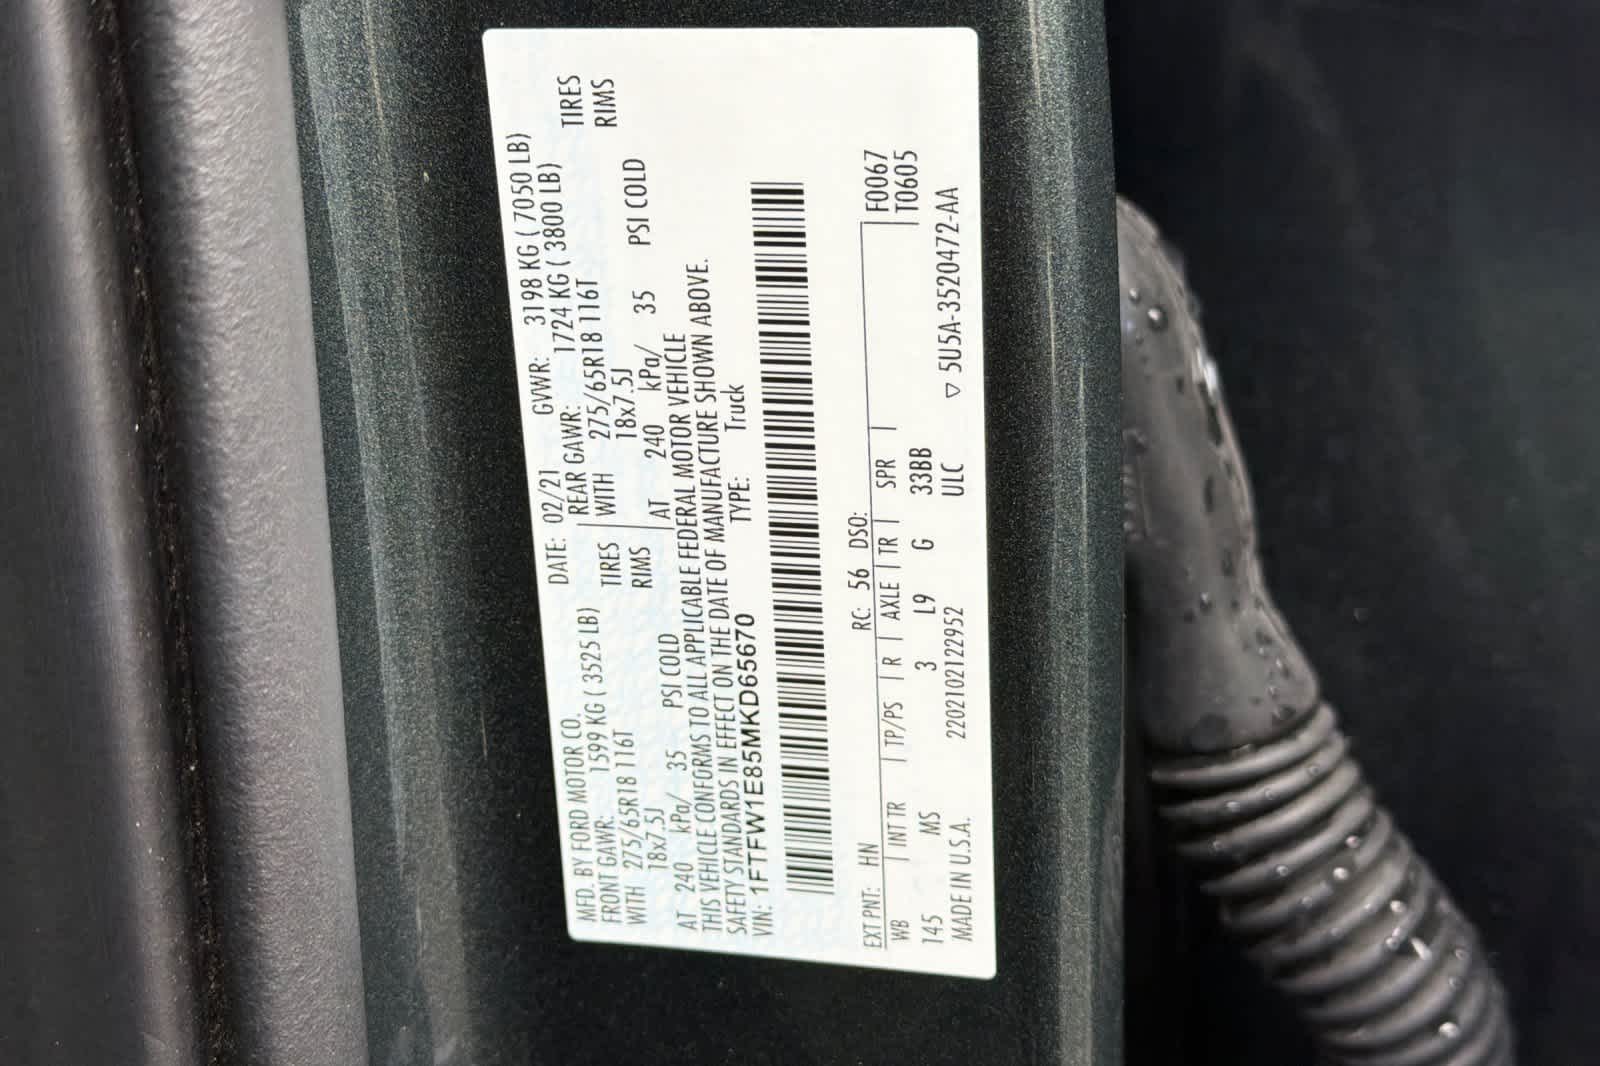 MFD. BY FORD MOTOR CO. DATE: 02/21 GVWR: 3198 KG ( 7050 LB)
FRONT GAWR: 1599 KG ( 3525 LB) REAR GAWR: 1724 KG ( 3800 LB)
WITH 275/65R18 116T TIRES WITH 275/65R18 116T TIRES
18x7.5J RIMS 18x7.5J RIMS
AT 240 kPa/ 35 PSI COLD AT 240 kPa/ 35 PSI COLD
THIS VEHICLE CONFORMS TO ALL APPLICABLE FEDERAL MOTOR VEHICLE
SAFETY STANDARDS IN EFFECT ON THE DATE OF MANUFACTURE SHOWN ABOVE.
VIN: 1FTFW1E85MKD65670 TYPE: Truck
EXT PNT: HN RC: 56 DSO: F0067
WB INT TR TP/PS R AXLE TR SPR T0605
145 MS 3 L9 G 33BB
MADE IN U.S.A. 220210212295​2 ULC ▽ 5U5A-3520472-AA